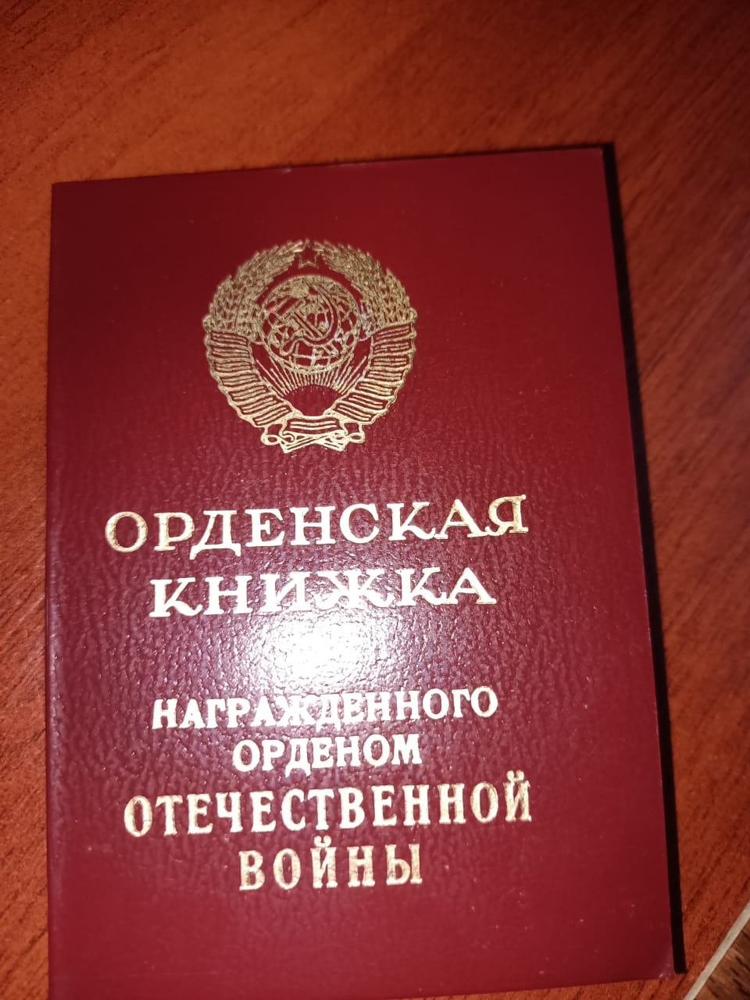 ОРДЕНСКАЯ
КНИЖКА
НАГРАЖДЕННОГО
ОРДЕНОМ
ОТЕЧЕСТВЕННОЙ
ВОЙНЫ